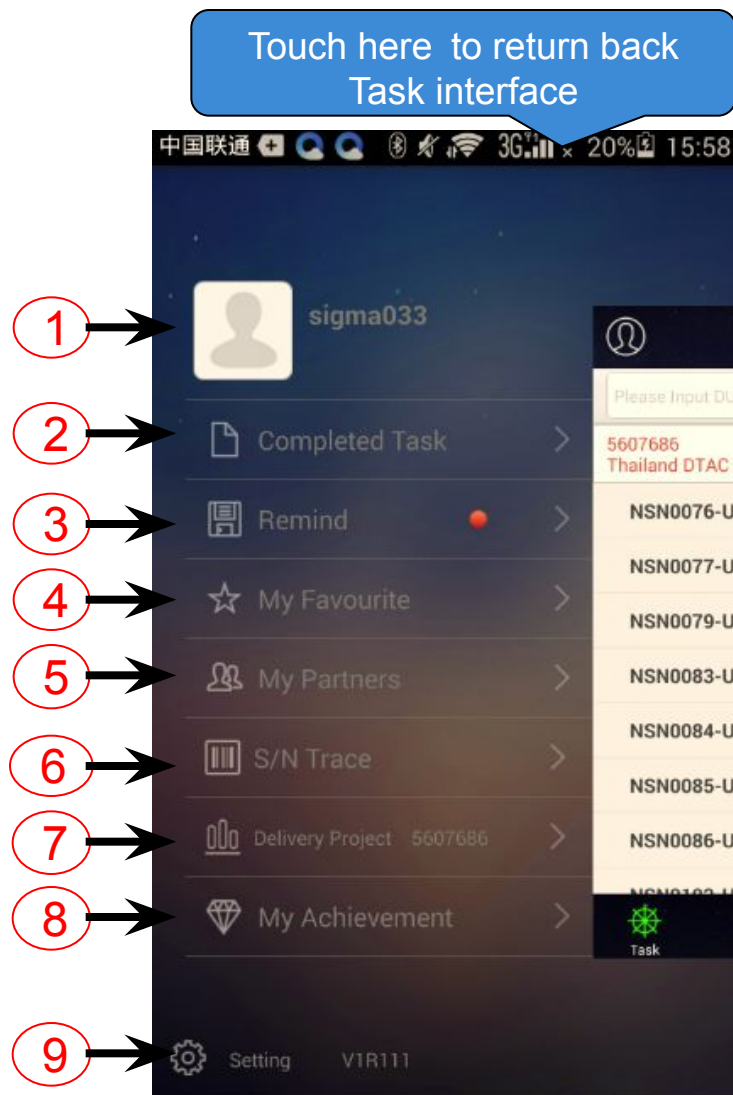 Touch here to return back
Task interface
中国联通 3G 20% 15:58
1
sigma033
Please Input DU
2
Completed Task
5607686
Thailand DTAC
3
Remind
NSN0076-U
NSN0077-U
4
My Favourite
NSN0079-U
5
My Partners
NSN0083-U
NSN0084-U
6
S/N Trace
NSN0085-U
7
Delivery Project 5607686
NSN0086-U
8
My Achievement
Task
9
Setting V1R111